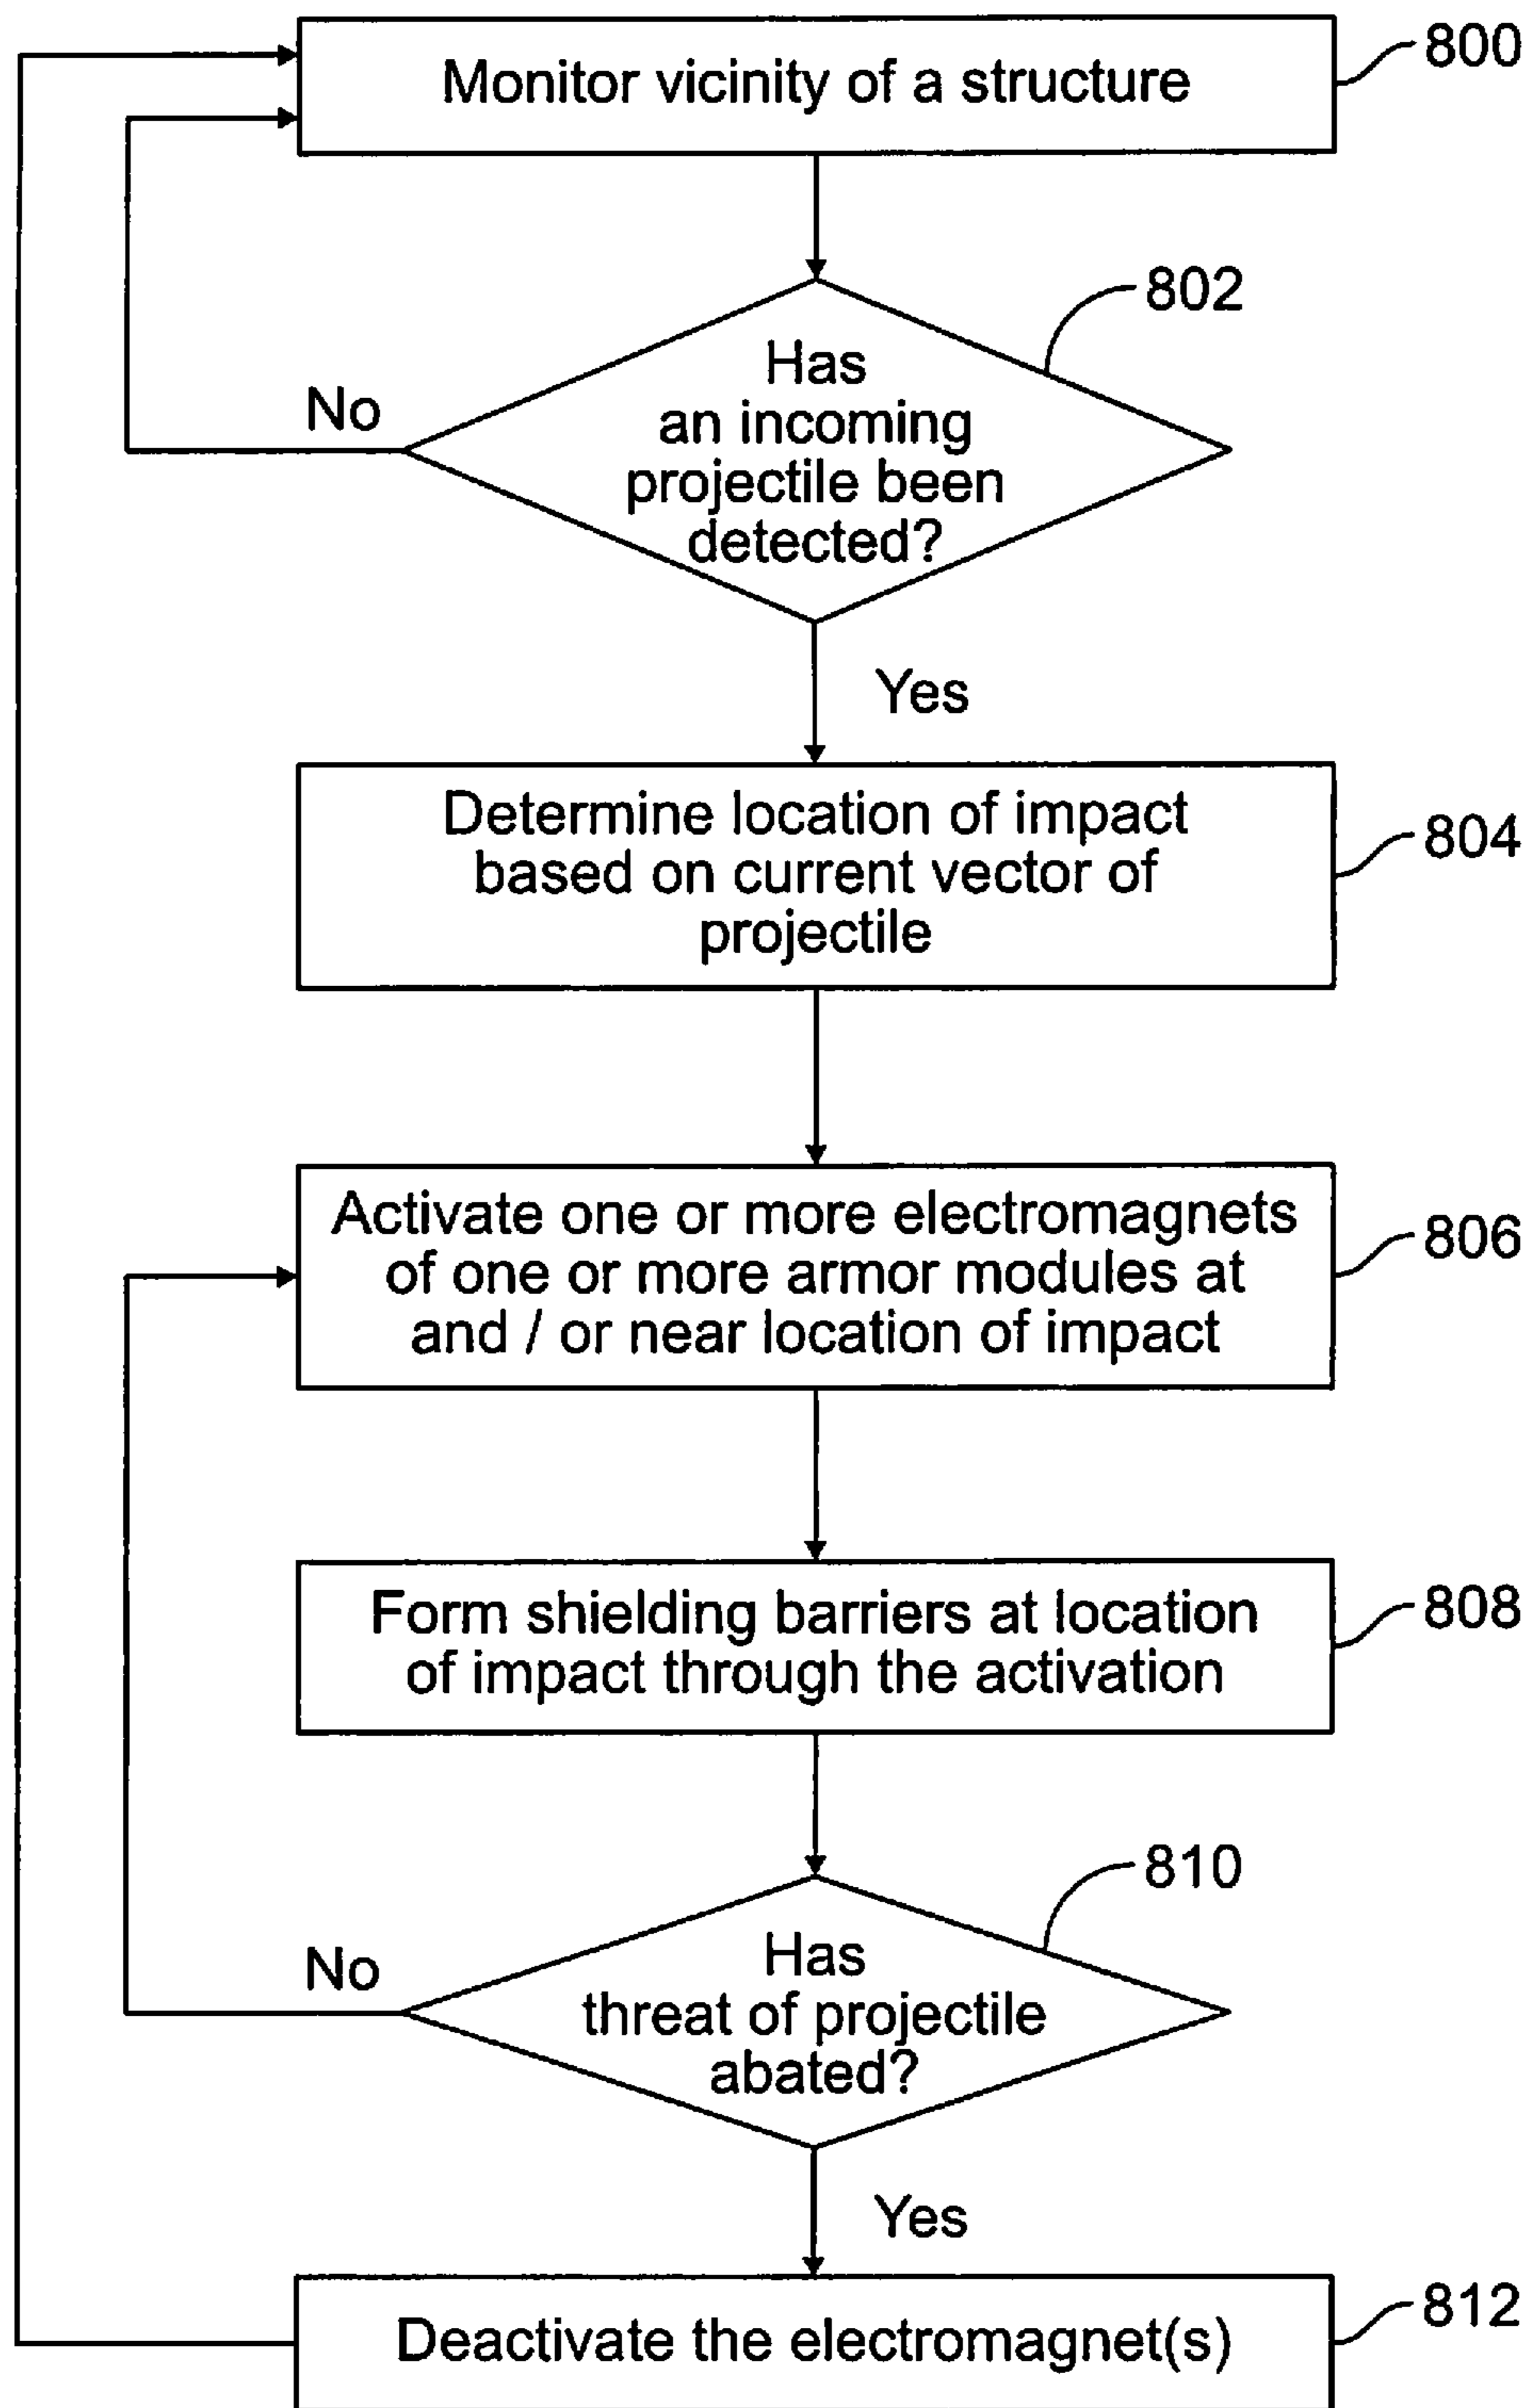 Monitor vicinity of a structure
800
802
Has
an incoming
projectile been
detected?
No
Yes
Determine location of impact
based on current vector of
projectile
804
Activate one or more electromagnets
of one or more armor modules at
and / or near location of impact
806
Form shielding barriers at location
of impact through the activation
808
810
Has
threat of projectile
abated?
No
Yes
Deactivate the electromagnet(s)
812